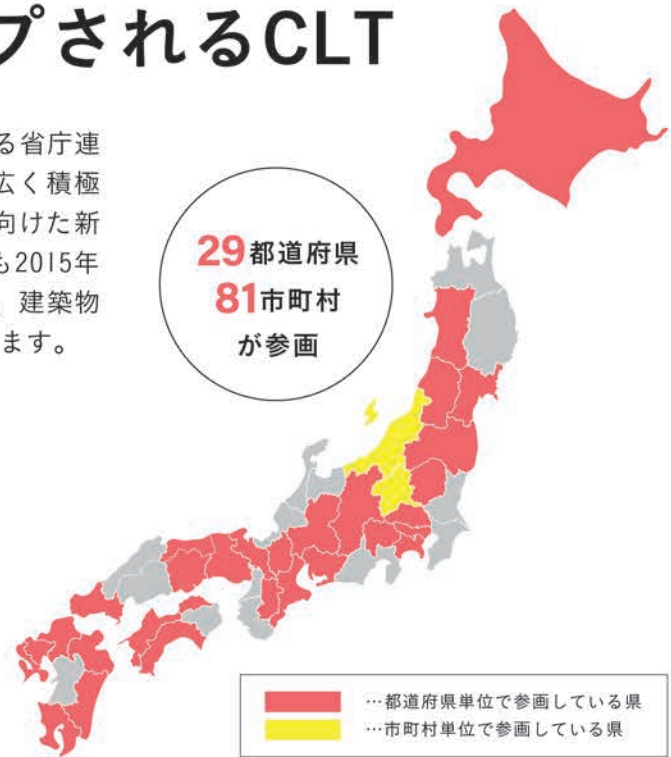 プされるCLT
る省庁連
広く積極
向けた新
も2015年
建築物
ます。
29都道府県
81市町村
が参画
…都道府県単位で参画している県
…市町村単位で参画している県